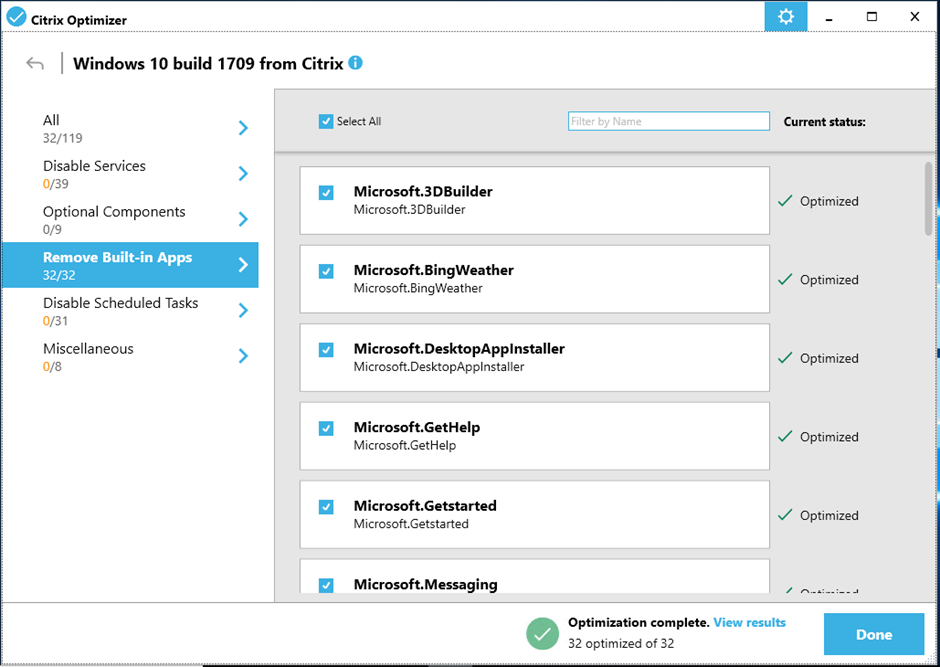 Citrix Optimizer
Windows 10 build 1709 from Citrix
All
32/119
Disable Services
0/39
Optional Components
0/9
Remove Built-in Apps
32/32
Disable Scheduled Tasks
0/31
Miscellaneous
0/8
Select All
Filter by Name
Current status:
Microsoft.3DBuilder
Microsoft.3DBuilder
Optimized
Microsoft.BingWeather
Microsoft.BingWeather
Optimized
Microsoft.DesktopAppInstaller
Microsoft.DesktopAppInstaller
Optimized
Microsoft.GetHelp
Microsoft.GetHelp
Optimized
Microsoft.Getstarted
Microsoft.Getstarted
Optimized
Microsoft.Messaging
Optimized
Optimization complete. View results
32 optimized of 32
Done